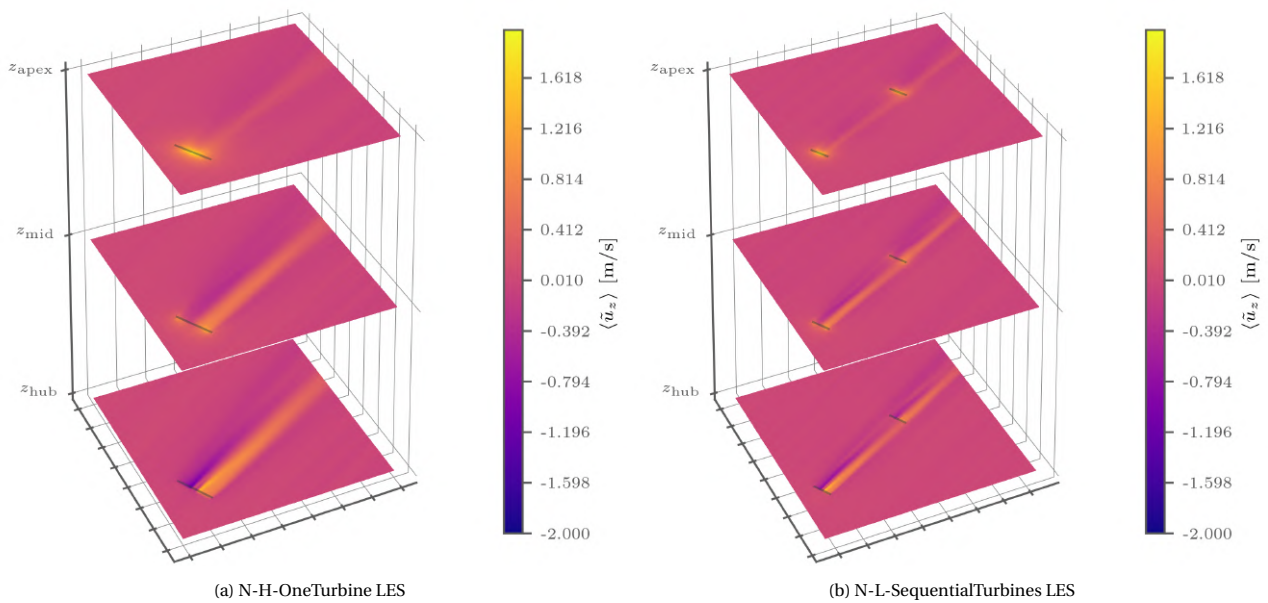 z_apex
z_mid
z_hub
1.618
1.216
0.814
0.412
0.010
-0.392
-0.794
-1.196
-1.598
-2.000
⟨ũ_z⟩ [m/s]
(a) N-H-OneTurbine LES
z_apex
z_mid
z_hub
1.618
1.216
0.814
0.412
0.010
-0.392
-0.794
-1.196
-1.598
-2.000
⟨ũ_z⟩ [m/s]
(b) N-L-SequentialTurbines LES